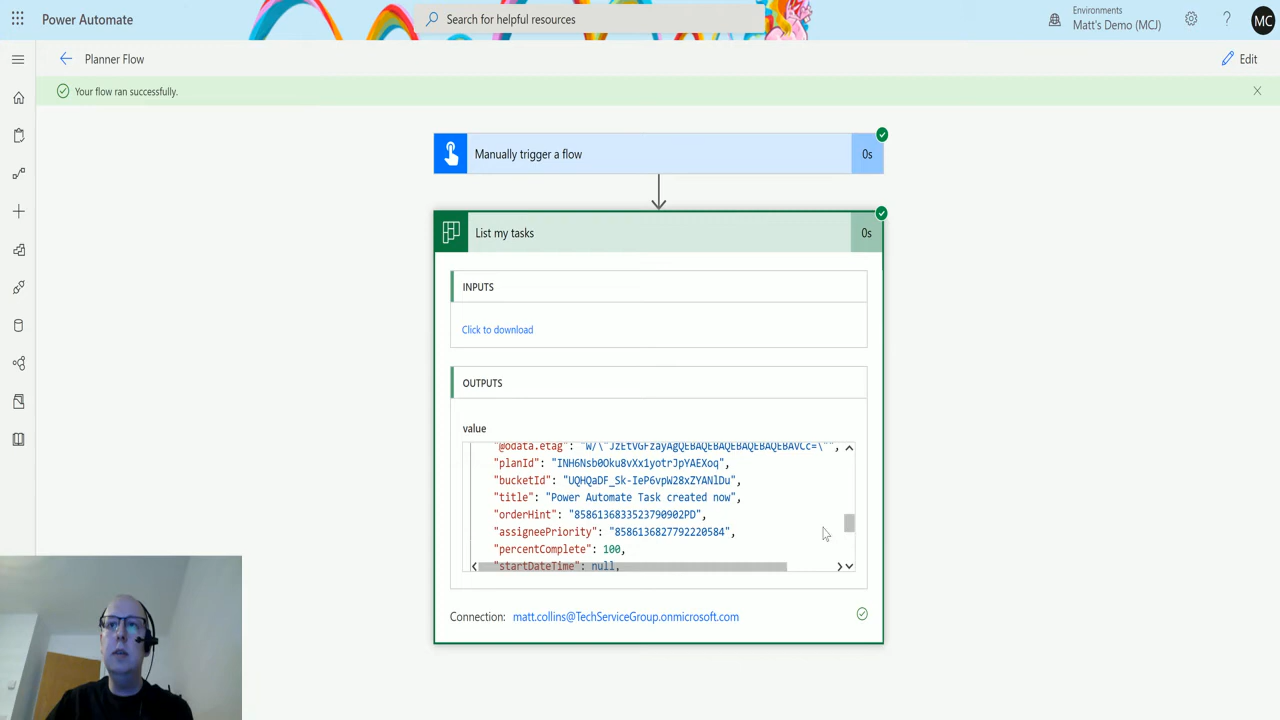 Power Automate
Search for helpful resources
Environments
Matt's Demo (MCJ)
MC
Planner Flow
Edit
Your flow ran successfully.
Manually trigger a flow
0s
List my tasks
0s
INPUTS
Click to download
OUTPUTS
value
"@odata.etag": "W/\"JzEtVGFzayAgQEBAQEBAQEBAQEBAQEBAVCc=\"",
"planId": "INH6Nsb0Oku8vXx1yotrJpYAEXoq",
"bucketId": "UQHQaDF_Sk-IeP6vpW28xZYANlDu",
"title": "Power Automate Task created now",
"orderHint": "8586136833523790902PD",
"assigneePriority": "8586136827792220584",
"percentComplete": 100,
"startDateTime": null,
Connection: matt.collins@TechServiceGroup.onmicrosoft.com